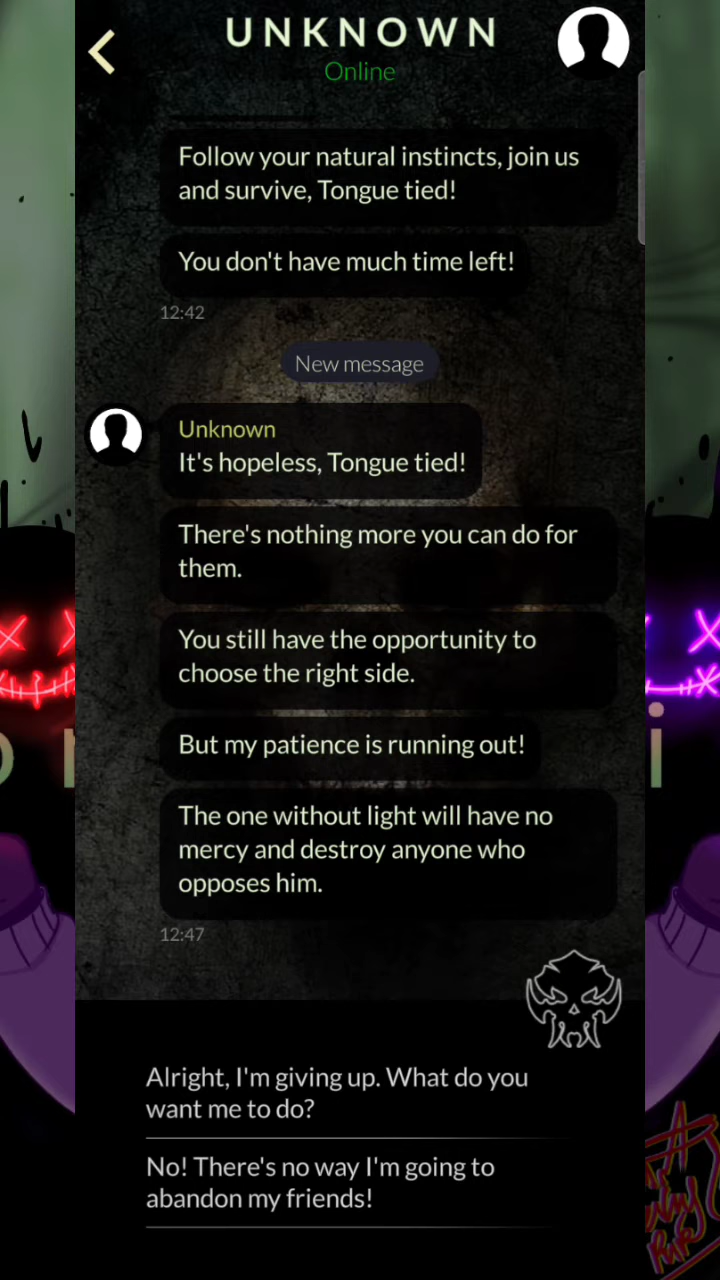 UNKNOWN
Online
Follow your natural instincts, join us
and survive, Tongue tied!
You don't have much time left!
12:42
New message
Unknown
It's hopeless, Tongue tied!
There's nothing more you can do for
them.
You still have the opportunity to
choose the right side.
But my patience is running out!
The one without light will have no
mercy and destroy anyone who
opposes him.
12:47
Alright, I'm giving up. What do you
want me to do?
No! There's no way I'm going to
abandon my friends!